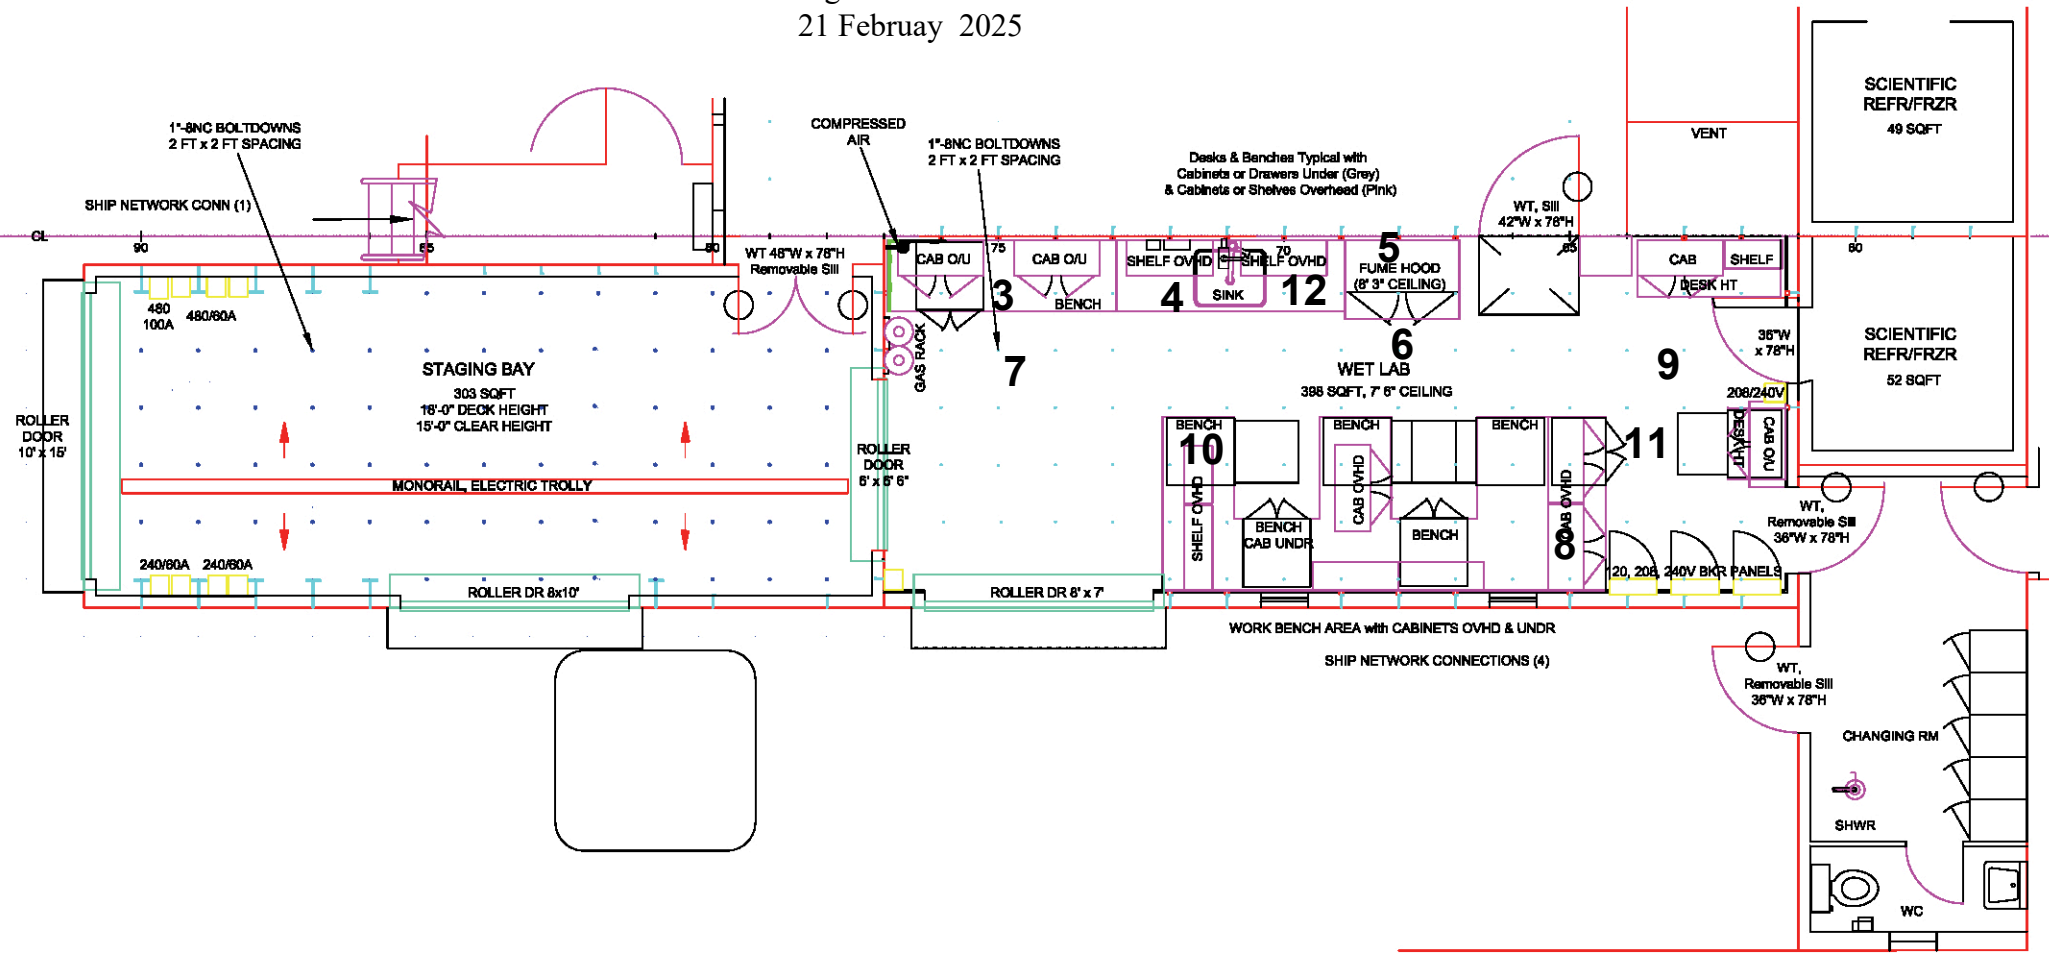 21 Februay 2025
1"-8NC BOLTDOWNS
2 FT x 2 FT SPACING
SHIP NETWORK CONN (1)
COMPRESSED
AIR
1"-8NC BOLTDOWNS
2 FT x 2 FT SPACING
Desks & Benches Typical with
Cabinets or Drawers Under (Grey)
& Cabinets or Shelves Overhead (Pink)
WT, Sill
42"W x 78"H
VENT
SCIENTIFIC
REFR/FRZR
49 SQFT
CL
90
85
80
75
70
65
60
WT 48"W x 78"H
Removable Sill
CAB O/U
CAB O/U
SHELF OVHD
SHELF OVHD
SINK
BENCH
3
4
12
5
FUME HOOD
(8' 3" CEILING)
6
CAB
SHELF
DESK HT
480
100A
480/60A
GAS RACK
7
WET LAB
398 SQFT, 7' 6" CEILING
9
36"W
x 78"H
208/240V
SCIENTIFIC
REFR/FRZR
52 SQFT
STAGING BAY
303 SQFT
18'-0" DECK HEIGHT
15'-0" CLEAR HEIGHT
ROLLER
DOOR
10' x 15'
ROLLER
DOOR
6' x 6' 6"
MONORAIL, ELECTRIC TROLLY
BENCH
10
SHELF OVHD
BENCH
CAB UNDR
BENCH
CAB OVHD
BENCH
BENCH
CAB OVHD
8
11
DESK HT
CAB O/U
WT,
Removable Sill
36"W x 78"H
240/60A
240/60A
ROLLER DR 8x10'
ROLLER DR 8' x 7'
20, 208, 240V BKR PANELS
WORK BENCH AREA with CABINETS OVHD & UNDR
SHIP NETWORK CONNECTIONS (4)
WT,
Removable Sill
36"W x 78"H
CHANGING RM
SHWR
WC